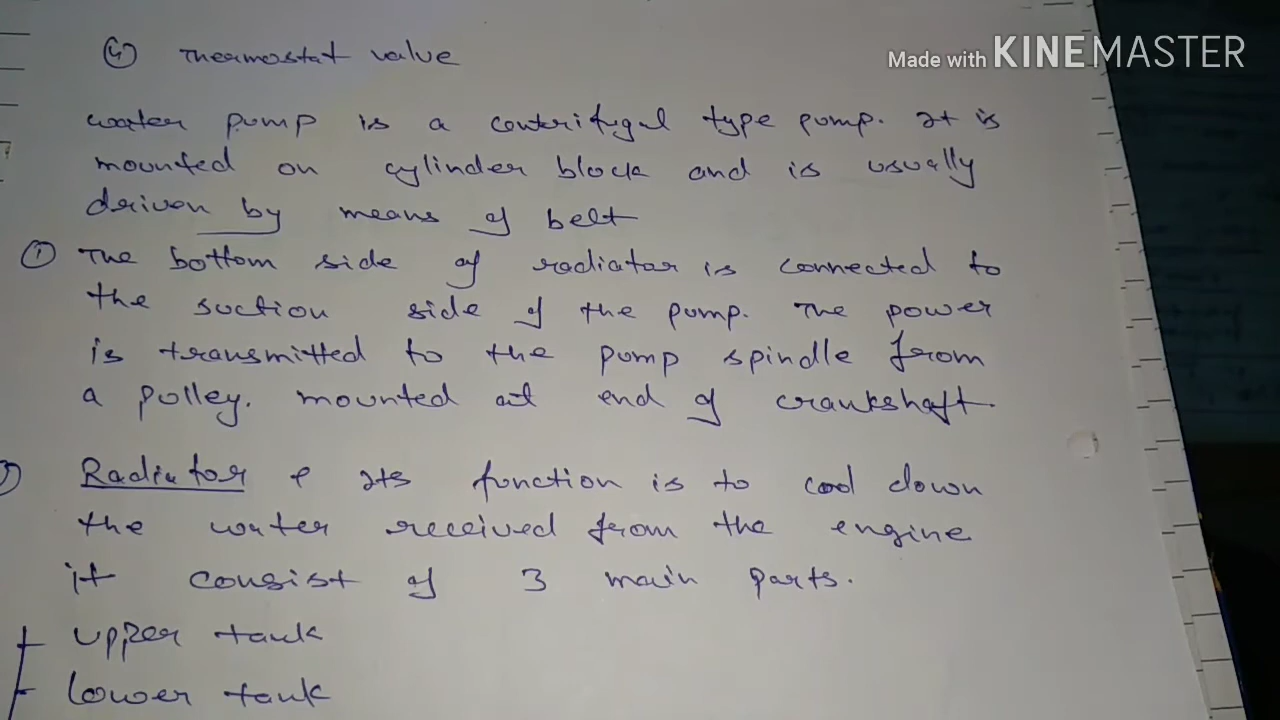 ④ Thermostat value
Made with KINEMASTER
water pump is a centrifugal type pump. It is
mounted on cylinder block and is usually
driven by means of belt
① The bottom side of radiator is connected to
the suction side of the pump. The power
is transmitted to the pump spindle from
a pulley. mounted at end of crankshaft.
Radiator Its function is to cool down
the water received from the engine
it consist of 3 main parts.
upper tank
lower tank